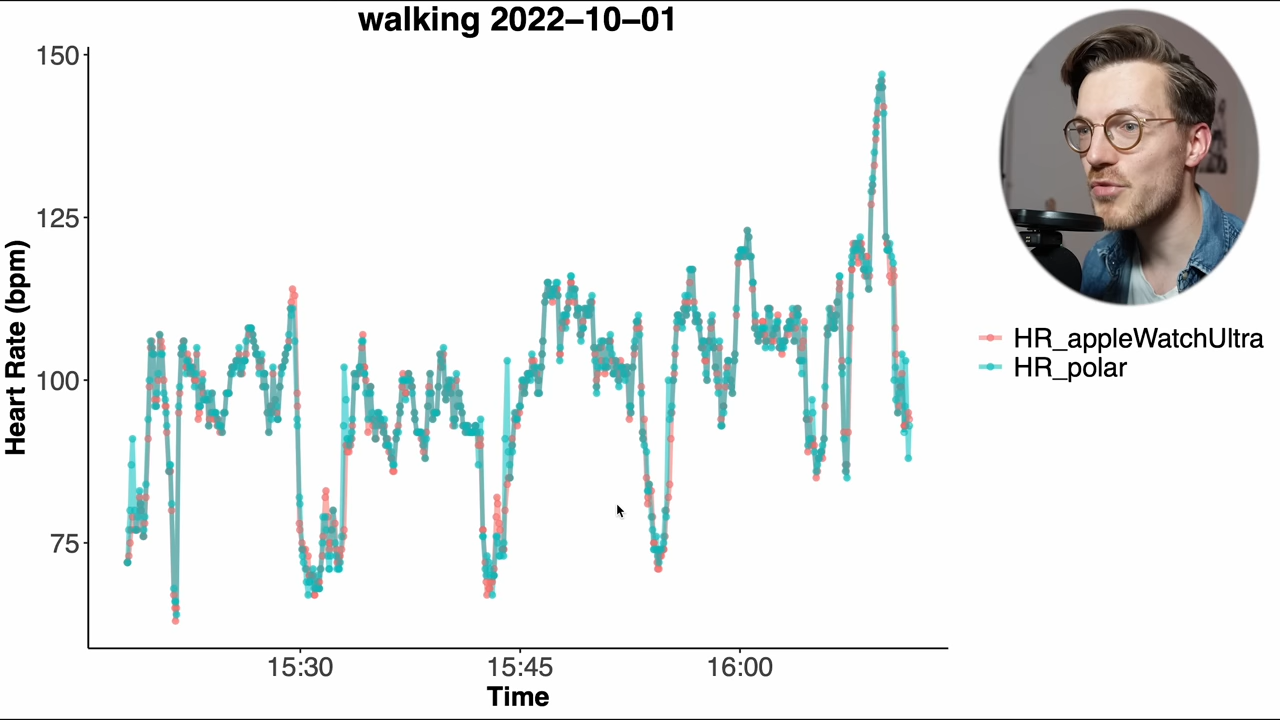 walking 2022–10–01
150
125
100
75
Heart Rate (bpm)
15:30
15:45
16:00
Time
HR_appleWatchUltra
HR_polar